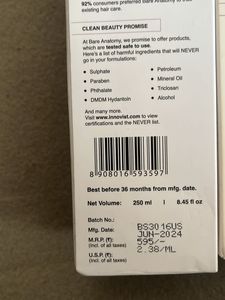 92% consumers preferred Bare Anatomy to their
existing hair care.
CLEAN BEAUTY PROMISE
At Bare Anatomy, we promise to offer products,
which are tested safe to use.
Here's a list of harmful ingredients that will NEVER
go in your formulations:
• Sulphate • Petroleum
• Paraben • Mineral Oil
• Phthalate • Triclosan
• DMDM Hydantoin • Alcohol
And many more.
Visit www.innovist.com to view
certifications and the NEVER list.
8 908016 593597
Best before 36 months from mfg. date.
Net Volume: 250 ml | 8.45 fl oz
Batch No.: BS3016US
Mfg. Date: JUN-2024
M.R.P. (₹): 595/-
(Incl. of all taxes)
U.S.P. (₹): 2.38/ML
(Incl. of all taxes)